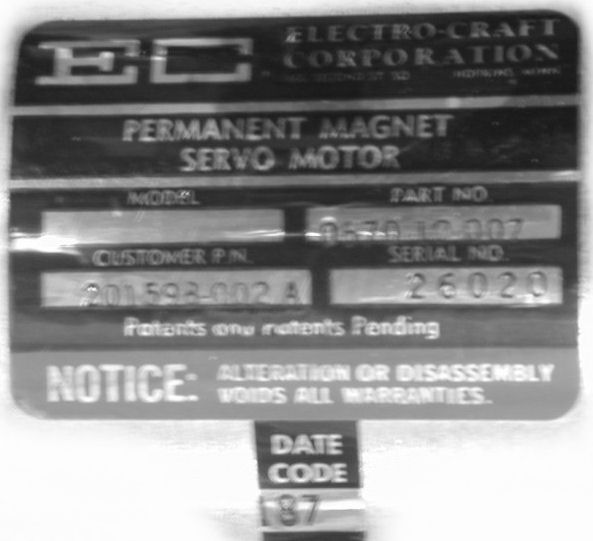 EC ELECTRO-CRAFT
CORPORATION
PERMANENT MAGNET
SERVO MOTOR
MODEL PART NO.
CUSTOMER P.N. SERIAL NO.
201598-002 A 26020
Patents and Patents Pending
NOTICE: ALTERATION OR DISASSEMBLY
VOIDS ALL WARRANTIES.
DATE
CODE
187